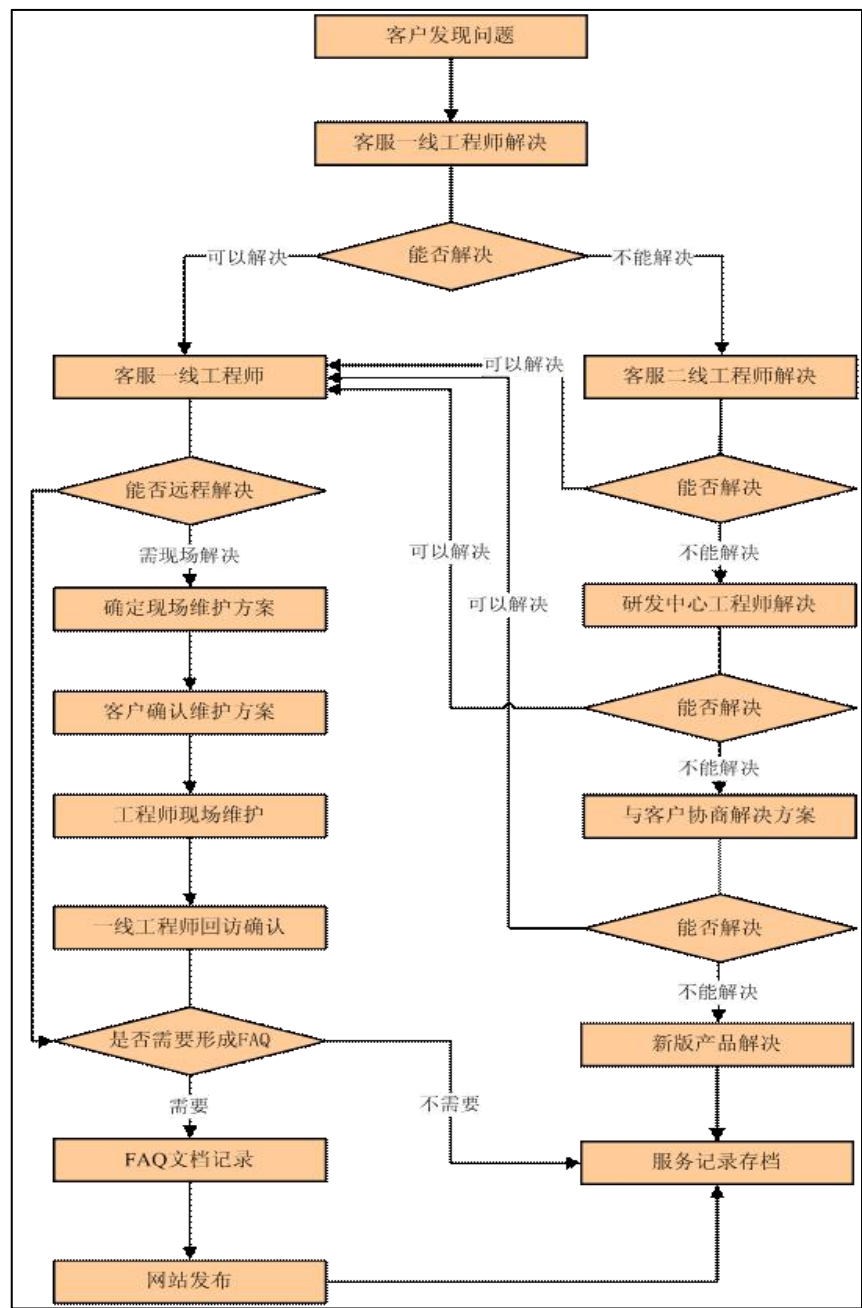 客户发现问题
客服一线工程师解决
能否解决
可以解决
不能解决
客服一线工程师
可以解决
客服二线工程师解决
能否远程解决
能否解决
需现场解决
可以解决
不能解决
确定现场维护方案
可以解决
研发中心工程师解决
客户确认维护方案
能否解决
不能解决
工程师现场维护
与客户协商解决方案
一线工程师回访确认
能否解决
不能解决
是否需要形成FAQ
新版产品解决
需要
不需要
FAQ文档记录
服务记录存档
网站发布